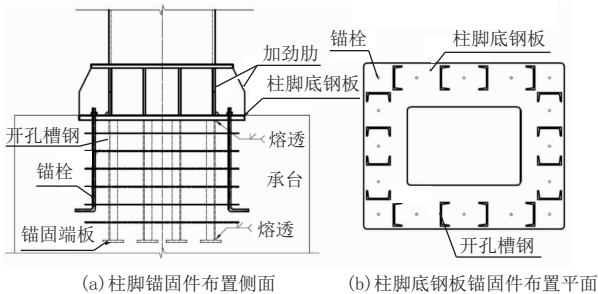 加劲肋
柱脚底钢板
开孔槽钢
熔透
锚栓
承台
锚固端板
熔透
(a)柱脚锚固件布置侧面
锚栓
柱脚底钢板
开孔槽钢
(b)柱脚底钢板锚固件布置平面